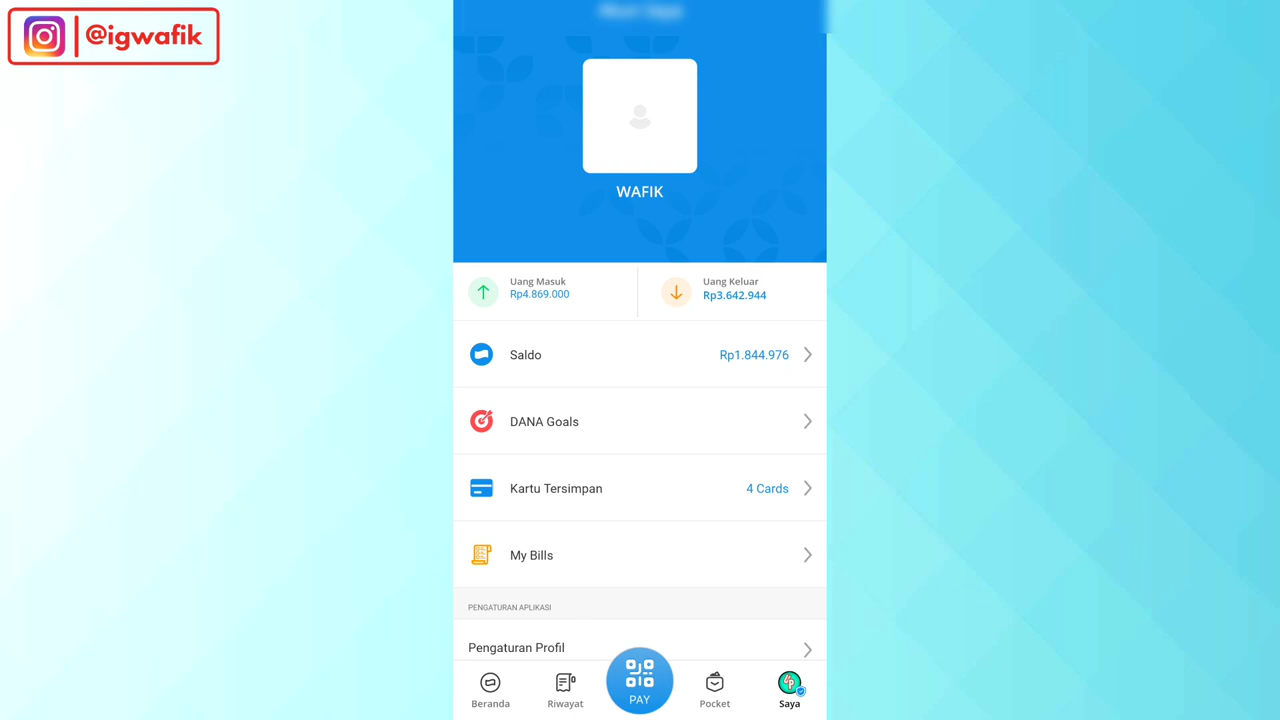 @igwafik
WAFIK
Uang Masuk
Rp4.869.000
Uang Keluar
Rp3.642.944
Saldo
Rp1.844.976
DANA Goals
Kartu Tersimpan
4 Cards
My Bills
PENGATURAN APLIKASI
Pengaturan Profil
Beranda
Riwayat
PAY
Pocket
Saya